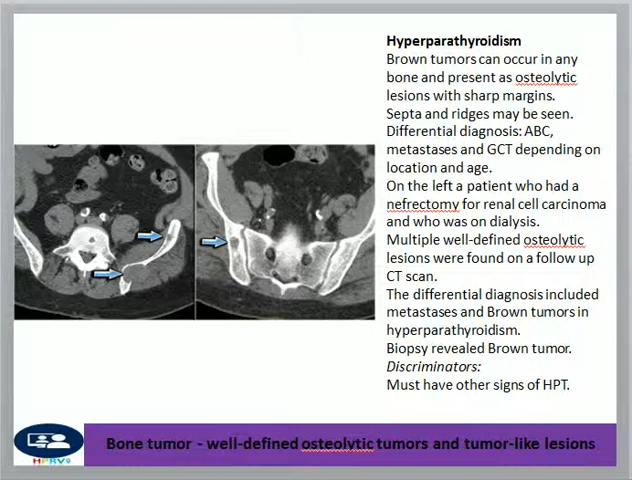 Hyperparathyroidism
Brown tumors can occur in any
bone and present as osteolytic
lesions with sharp margins.
Septa and ridges may be seen.
Differential diagnosis: ABC,
metastases and GCT depending on
location and age.
On the left a patient who had a
nefrectomy for renal cell carcinoma
and who was on dialysis.
Multiple well-defined osteolytic
lesions were found on a follow up
CT scan.
The differential diagnosis included
metastases and Brown tumors in
hyperparathyroidism.
Biopsy revealed Brown tumor.
Discriminators:
Must have other signs of HPT.
Bone tumor - well-defined osteolytic tumors and tumor-like lesions